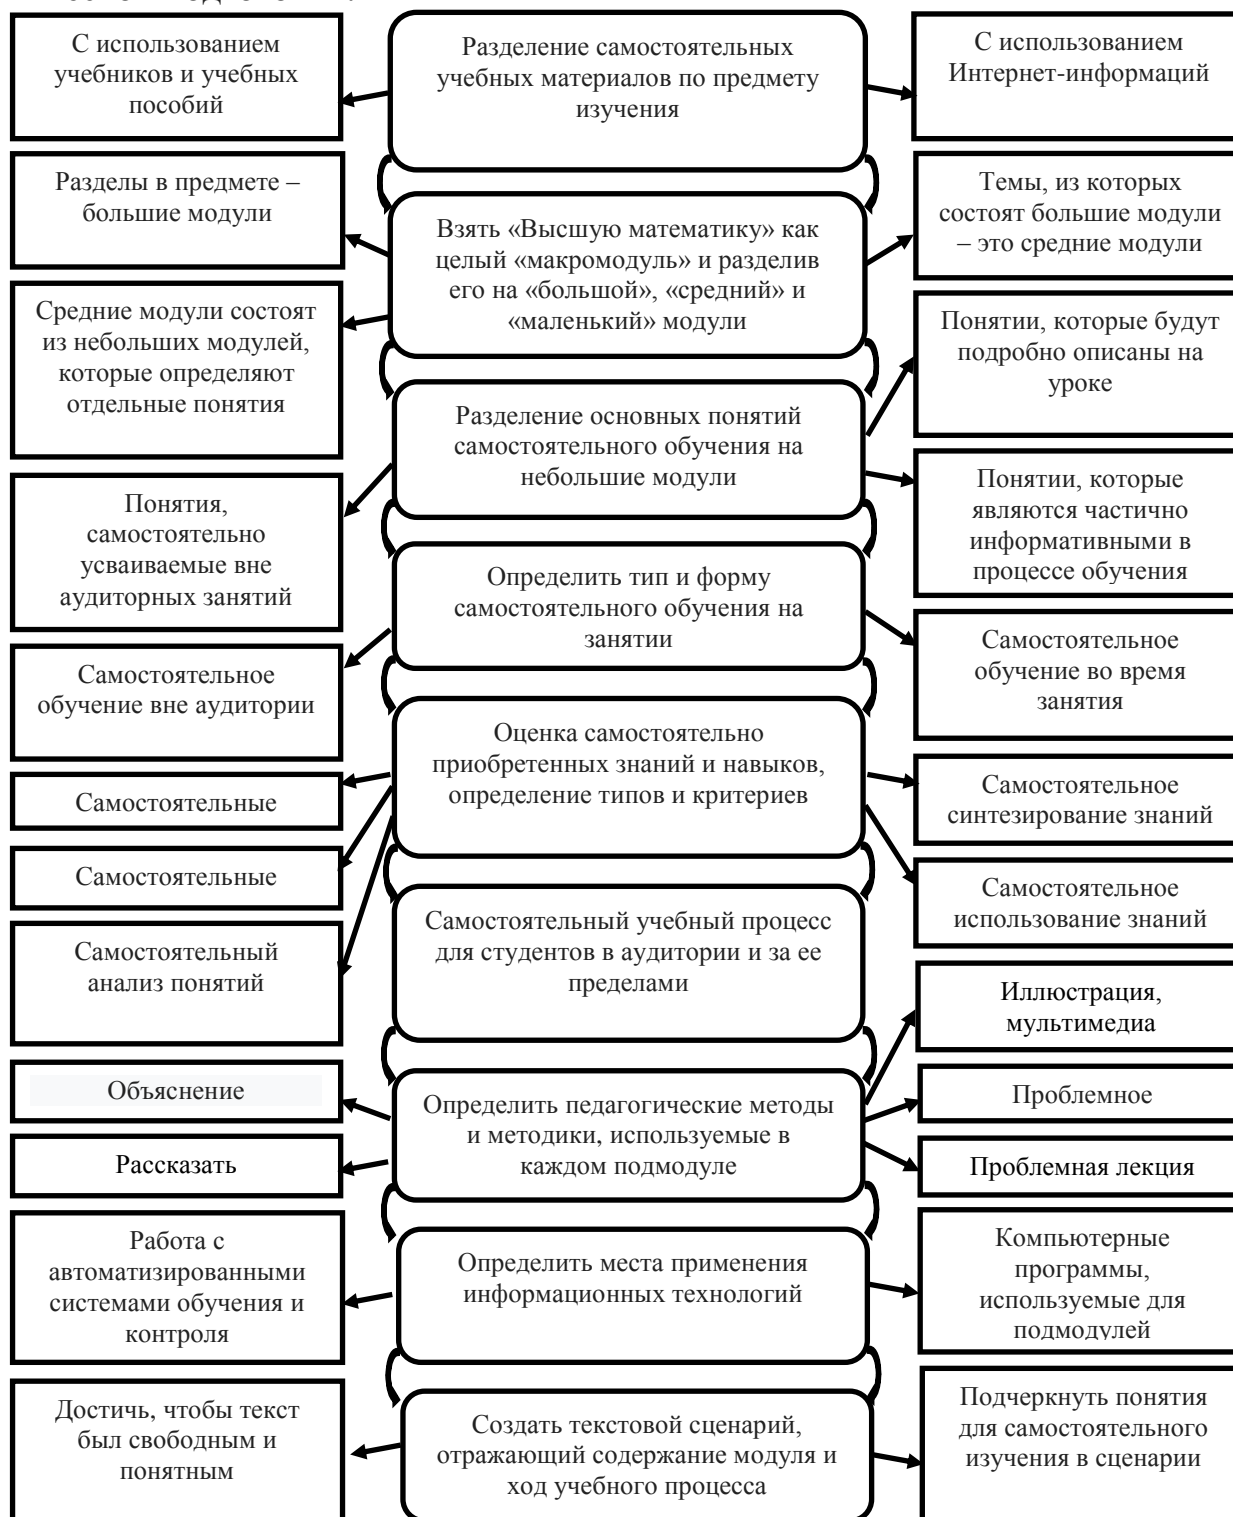 С использованием
учебников и учебных
пособий
Разделение самостоятельных
учебных материалов по предмету
изучения
С использованием
Интернет-информаций
Разделы в предмете –
большие модули
Взять «Высшую математику» как
целый «макромодуль» и разделив
его на «большой», «средний» и
«маленький» модули
Темы, из которых
состоят большие модули
– это средние модули
Средние модули состоят
из небольших модулей,
которые определяют
отдельные понятия
Понятии, которые будут
подробно описаны на
уроке
Разделение основных понятий
самостоятельного обучения на
небольшие модули
Понятия,
самостоятельно
усваиваемые вне
аудиторных занятий
Понятии, которые
являются частично
информативными в
процессе обучения
Определить тип и форму
самостоятельного обучения на
занятии
Самостоятельное
обучение вне аудитории
Самостоятельное
обучение во время
занятия
Оценка самостоятельно
приобретенных знаний и навыков,
определение типов и критериев
Самостоятельные
Самостоятельное
синтезирование знаний
Самостоятельные
Самостоятельное
использование знаний
Самостоятельный
анализ понятий
Самостоятельный учебный процесс
для студентов в аудитории и за ее
пределами
Иллюстрация,
мультимедиа
Объяснение
Определить педагогические методы
и методики, используемые в
каждом подмодуле
Проблемное
Рассказать
Проблемная лекция
Работа с
автоматизированными
системами обучения и
контроля
Определить места применения
информационных технологий
Компьютерные
программы,
используемые для
подмодулей
Достичь, чтобы текст
был свободным и
понятным
Создать текстовой сценарий,
отражающий содержание модуля и
ход учебного процесса
Подчеркнуть понятия
для самостоятельного
изучения в сценарии